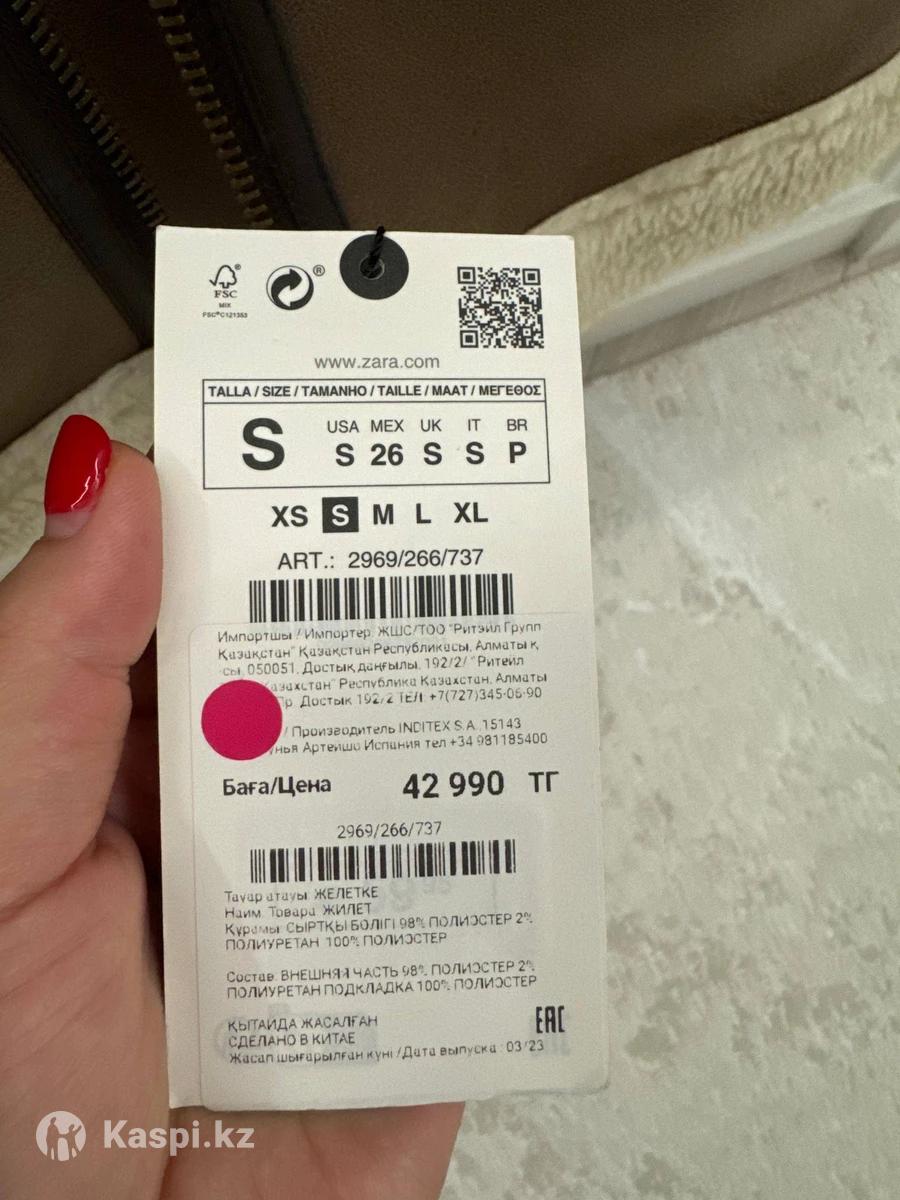 FSC
MIX
FSC® C121353
www.zara.com
TALLA / SIZE / TAMANHO / TAILLE / MAAT / ΜΕΓΕΘΟΣ
S
USA MEX UK IT BR
S 26 S S P
XS S M L XL
ART.: 2969/266/737
Импортшы / Импортер: ЖШС/ТОО "Ритэйл Групп
Қазақстан" Қазақстан Республикасы, Алматы қ
сы, 050051, Достық даңғылы, 192/2/ "Ритейл
Казахстан" Республика Казахстан, Алматы
Пр. Достык 192/2 ТЕЛ: +7(727)345-06-90
/ Производитель INDITEX S.A. 15143
Артейшо Испания тел +34 981185400
Баға/Цена 42 990 ТГ
2969/266/737
Тауар атауы: ЖЕЛЕТКЕ
Наим. Товара: ЖИЛЕТ
Құрамы: СЫРТҚЫ БӨЛІГІ 98% ПОЛИЭСТЕР 2%
ПОЛИУРЕТАН 100% ПОЛИЭСТЕР
Состав: ВНЕШНЯЯ ЧАСТЬ 98% ПОЛИЭСТЕР 2%
ПОЛИУРЕТАН ПОДКЛАДКА 100% ПОЛИЭСТЕР
ҚЫТАЙДА ЖАСАЛҒАН
EAC
СДЕЛАНО В КИТАЕ
Жасап шығарылған күні /Дата выпуска : 03/23
Kaspi.kz